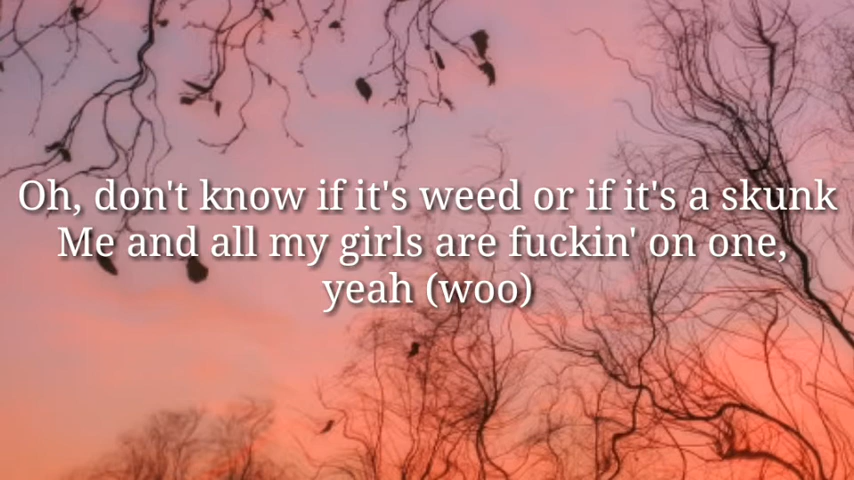 Oh, don't know if it's weed or if it's a skunk
Me and all my girls are fuckin' on one,
yeah (woo)